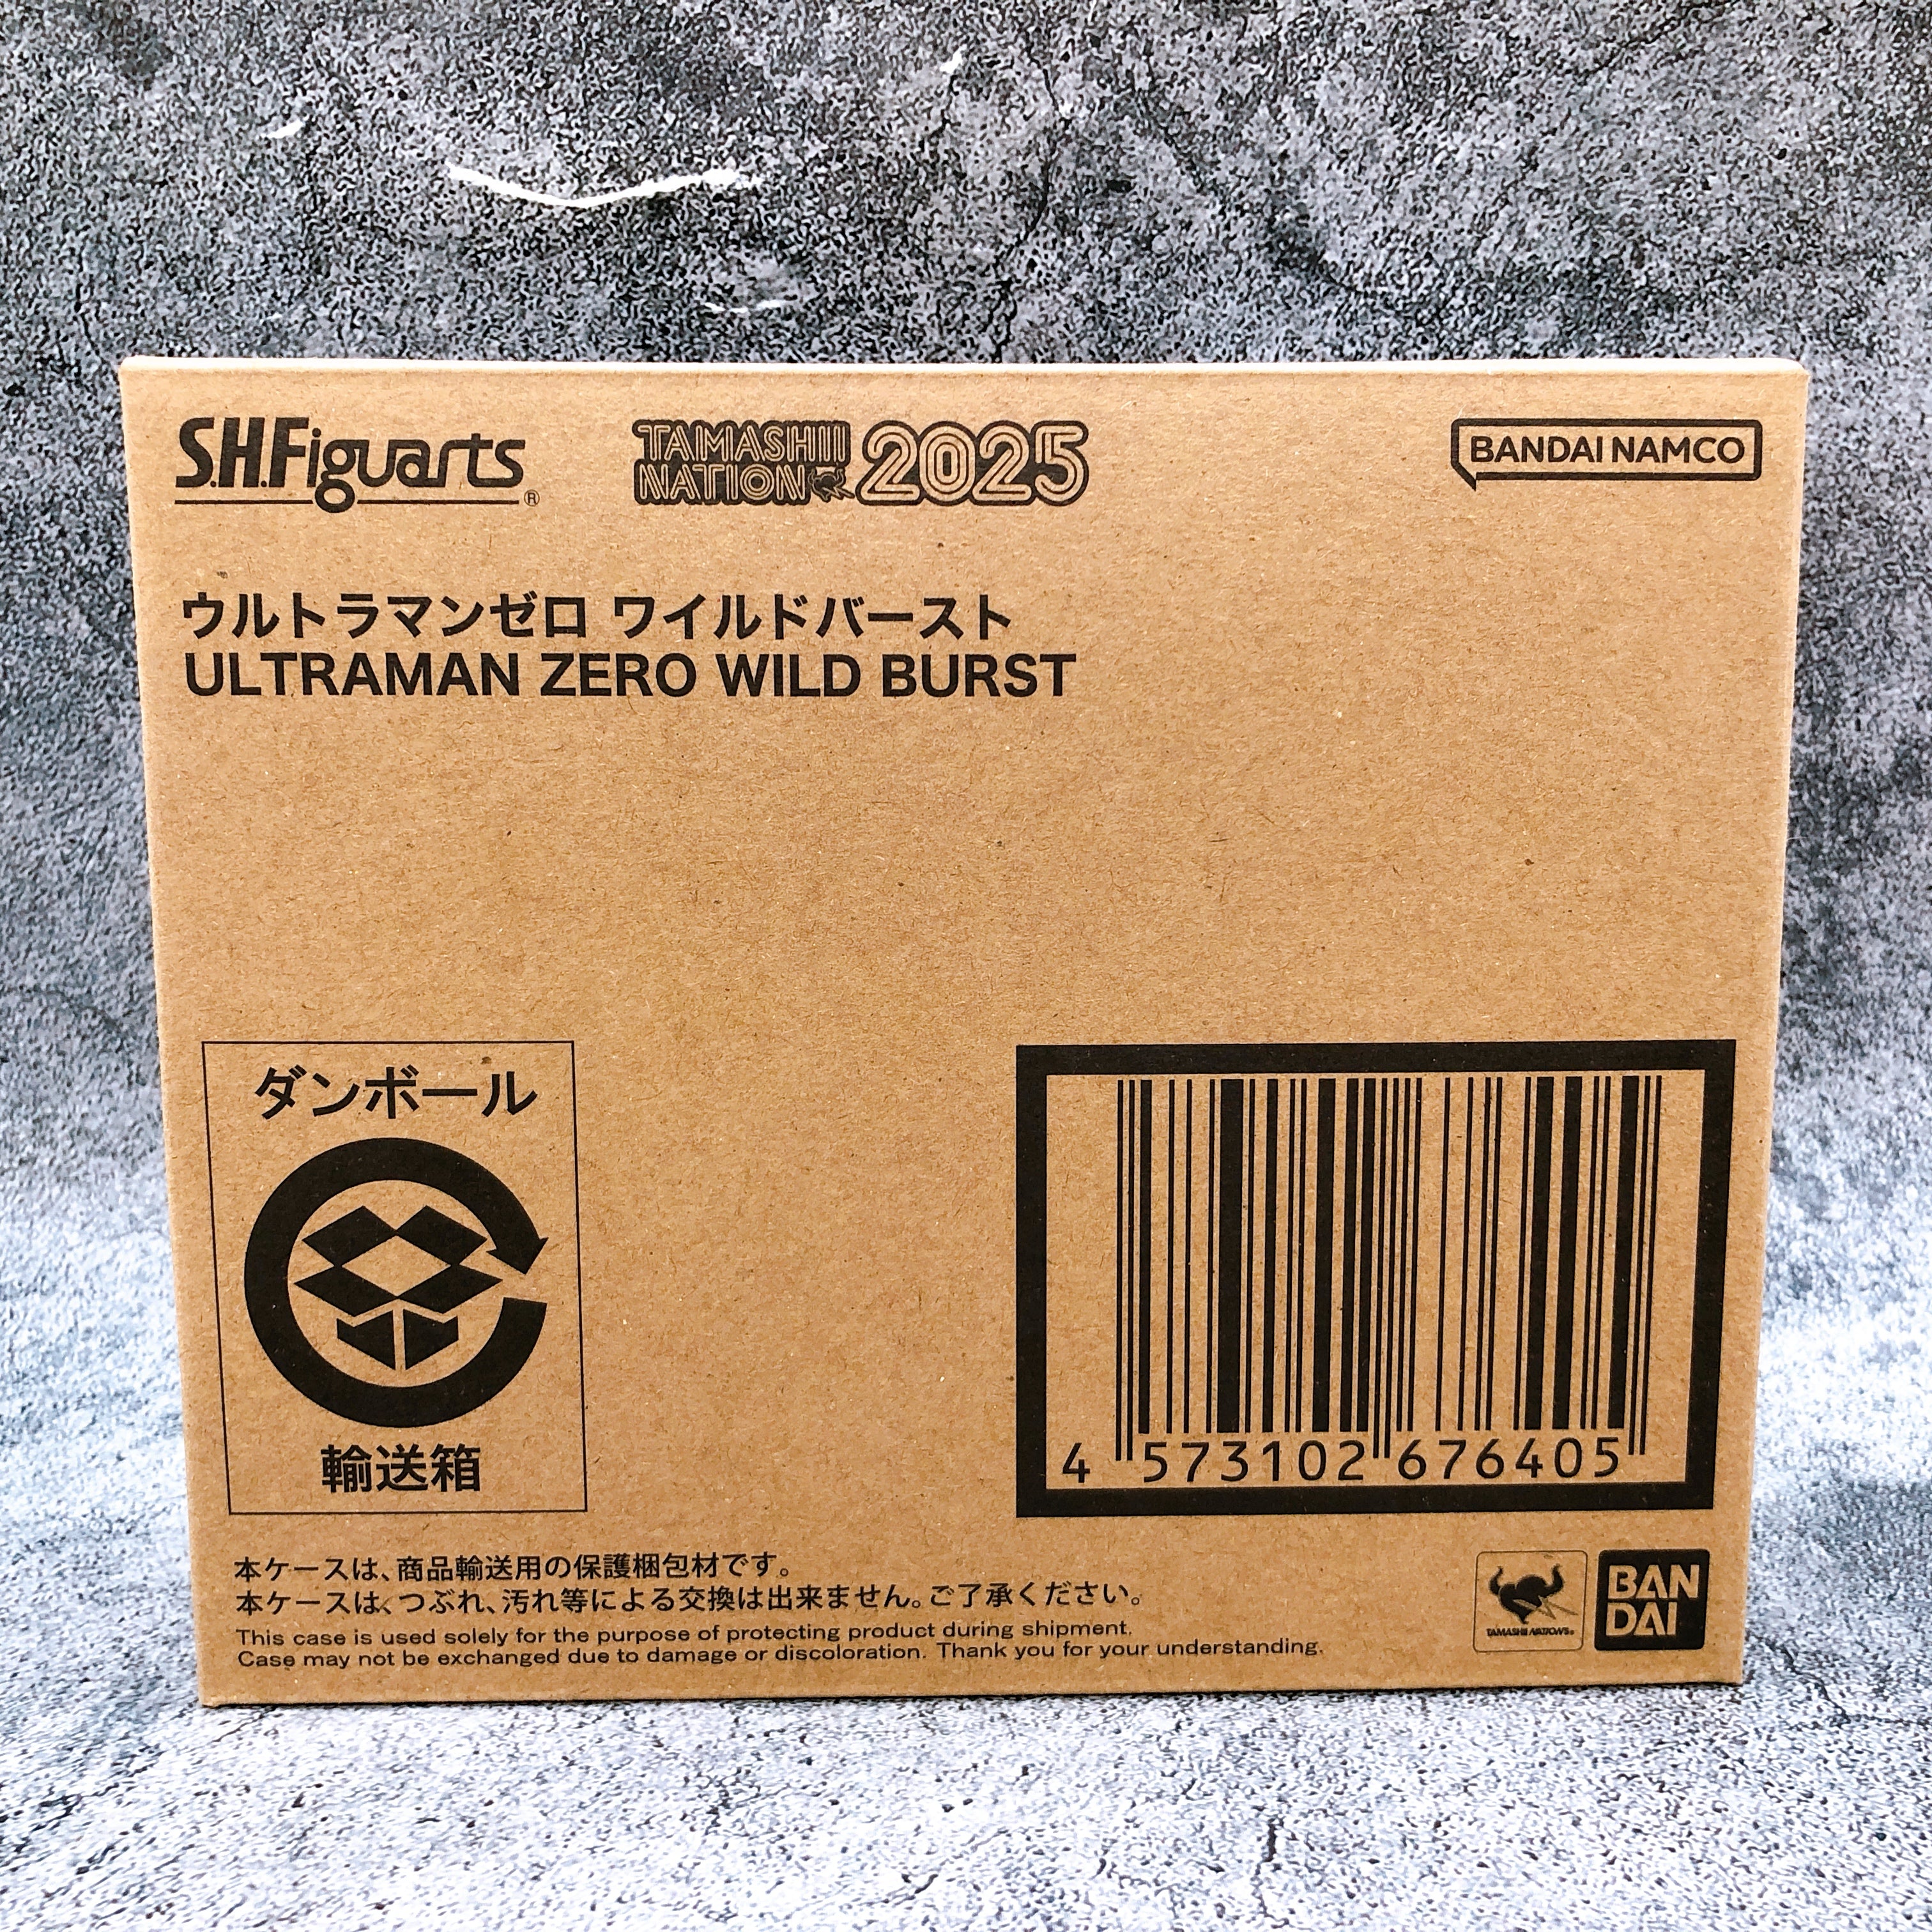 S.H.Figuarts®
TAMASHII NATION 2025
BANDAI NAMCO
ウルトラマンゼロ ワイルドバースト
ULTRAMAN ZERO WILD BURST
ダンボール
輸送箱
4 573102 676405
本ケースは、商品輸送用の保護梱包材です。
本ケースは、つぶれ、汚れ等による交換は出来ません。ご了承ください。
This case is used solely for the purpose of protecting product during shipment.
Case may not be exchanged due to damage or discoloration. Thank you for your understanding.
TAMASHII NATIONS®
BAN
DAI